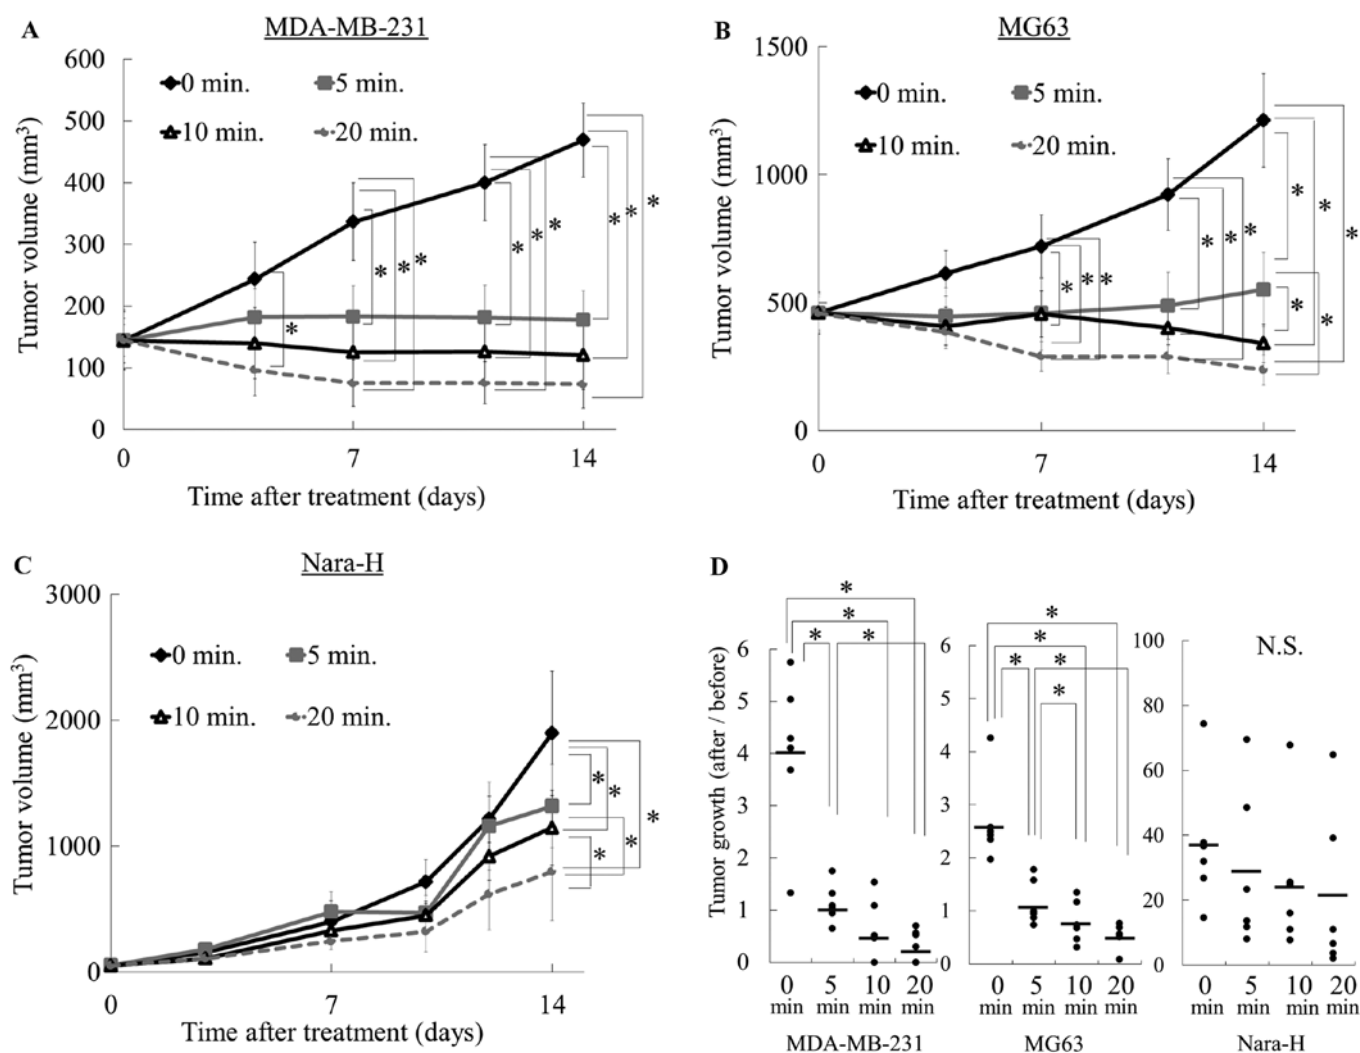 A
MDA-MB-231
Tumor volume (mm³)
600
500
400
300
200
100
0
0 min.
5 min.
10 min.
20 min.
* * * * * * * * * *
0
7
14
Time after treatment (days)
B
MG63
Tumor volume (mm³)
1500
1000
500
0
0 min.
5 min.
10 min.
20 min.
* * * * * * * * * * *
0
7
14
Time after treatment (days)
C
Nara-H
Tumor volume (mm³)
3000
2000
1000
0
0 min.
5 min.
10 min.
20 min.
* * * * *
0
7
14
Time after treatment (days)
D
Tumor growth (after / before)
* * * *
6
5
4
3
2
1
0
0 5 10 20
min min min min
MDA-MB-231
* * * * *
6
5
4
3
2
1
0
0 5 10 20
min min min min
MG63
N.S.
100
80
60
40
20
0
0 5 10 20
min min min min
Nara-H